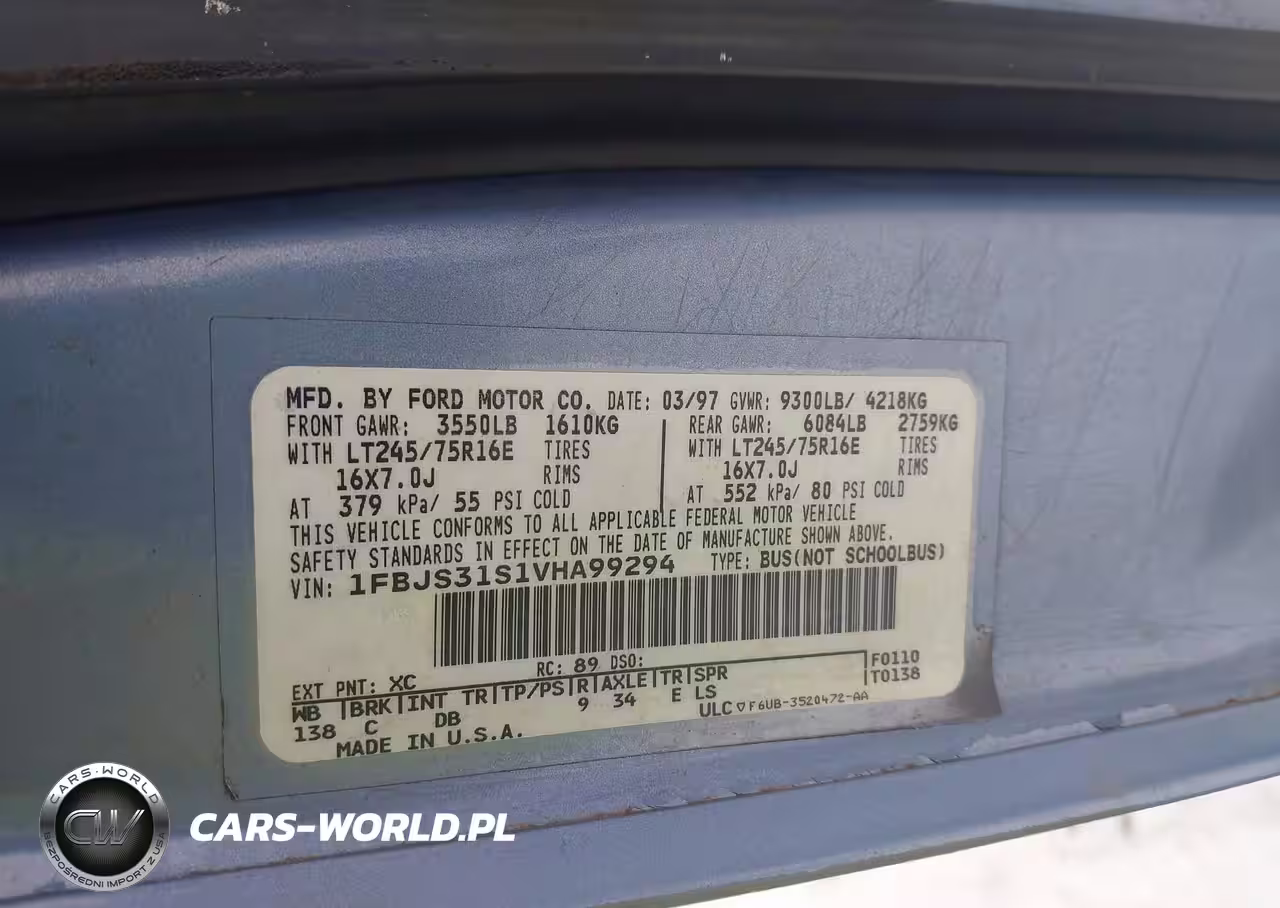 MFD. BY FORD MOTOR CO. DATE: 03/97 GVWR: 9300LB/ 4218KG
FRONT GAWR: 3550LB 1610KG
WITH LT245/75R16E TIRES
16X7.0J RIMS
AT 379 kPa/ 55 PSI COLD
REAR GAWR: 6084LB 2759KG
WITH LT245/75R16E TIRES
16X7.0J RIMS
AT 552 kPa/ 80 PSI COLD
THIS VEHICLE CONFORMS TO ALL APPLICABLE FEDERAL MOTOR VEHICLE
SAFETY STANDARDS IN EFFECT ON THE DATE OF MANUFACTURE SHOWN ABOVE.
VIN: 1FBJS31S1VHA99294 TYPE: BUS(NOT SCHOOLBUS)
EXT PNT: XC RC: 89 DSO: F0110
WB |BRK|INT TR|TP/PS|R|AXLE|TR|SPR T0138
138 C DB 9 34 E LS
MADE IN U.S.A. ULC ▽ F6UB-3520472-AA
CARS-WORLD
CW
BEZPOŚREDNI IMPORT Z USA
CARS-WORLD.PL